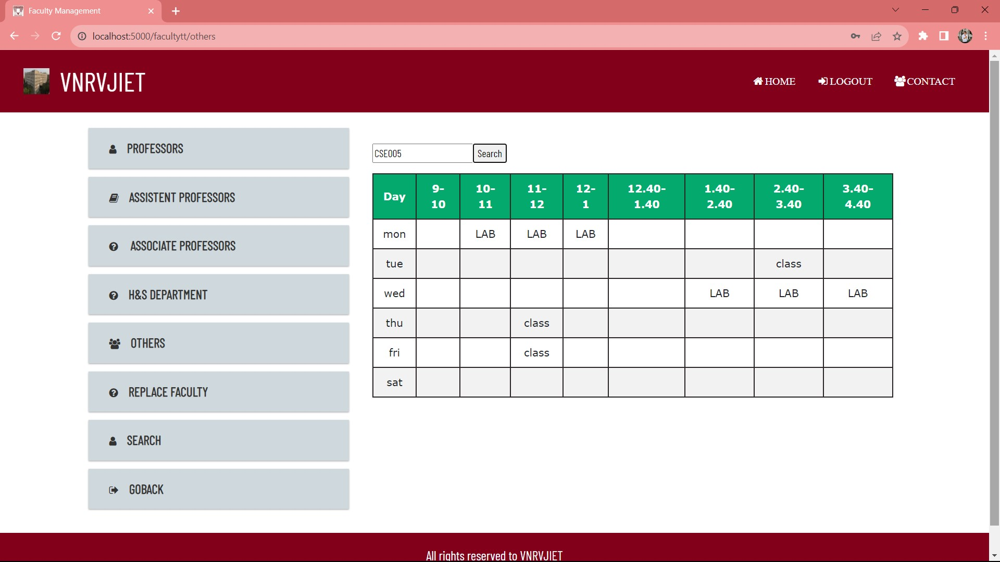 Faculty Management
localhost:5000/facultytt/others
VNRVJIET
HOME
LOGOUT
CONTACT
PROFESSORS
ASSISTENT PROFESSORS
ASSOCIATE PROFESSORS
H&S DEPARTMENT
OTHERS
REPLACE FACULTY
SEARCH
GOBACK
CSE005
Search
Day 9-10 10-11 11-12 12-1 12.40-1.40 1.40-2.40 2.40-3.40 3.40-4.40
mon LAB LAB LAB
tue class
wed LAB LAB LAB
thu class
fri class
sat
All rights reserved to VNRVJIET